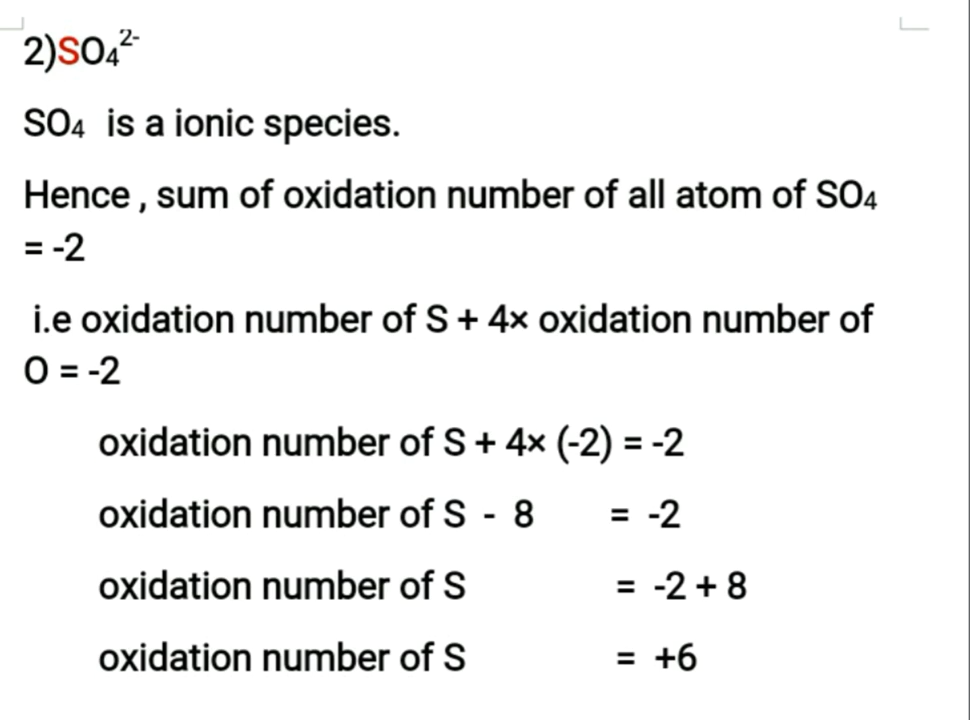 2)SO₄²⁻
SO₄ is a ionic species.
Hence , sum of oxidation number of all atom of SO₄
= -2
i.e oxidation number of S + 4× oxidation number of
O = -2
oxidation number of S + 4× (-2) = -2
oxidation number of S - 8 = -2
oxidation number of S = -2 + 8
oxidation number of S = +6